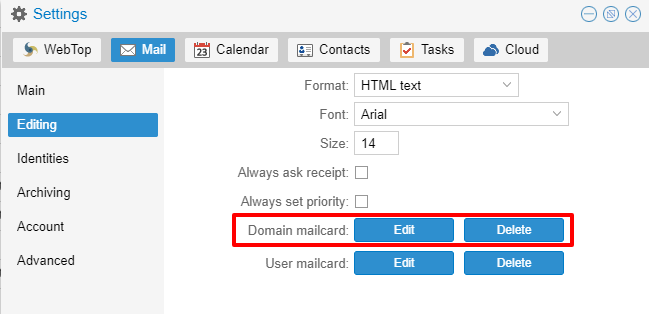 Settings
WebTop Mail 23 Calendar Contacts Tasks Cloud
Main
Editing
Identities
Archiving
Account
Advanced
Format: HTML text
Font: Arial
Size: 14
Always ask receipt:
Always set priority:
Domain mailcard: Edit Delete
User mailcard: Edit Delete